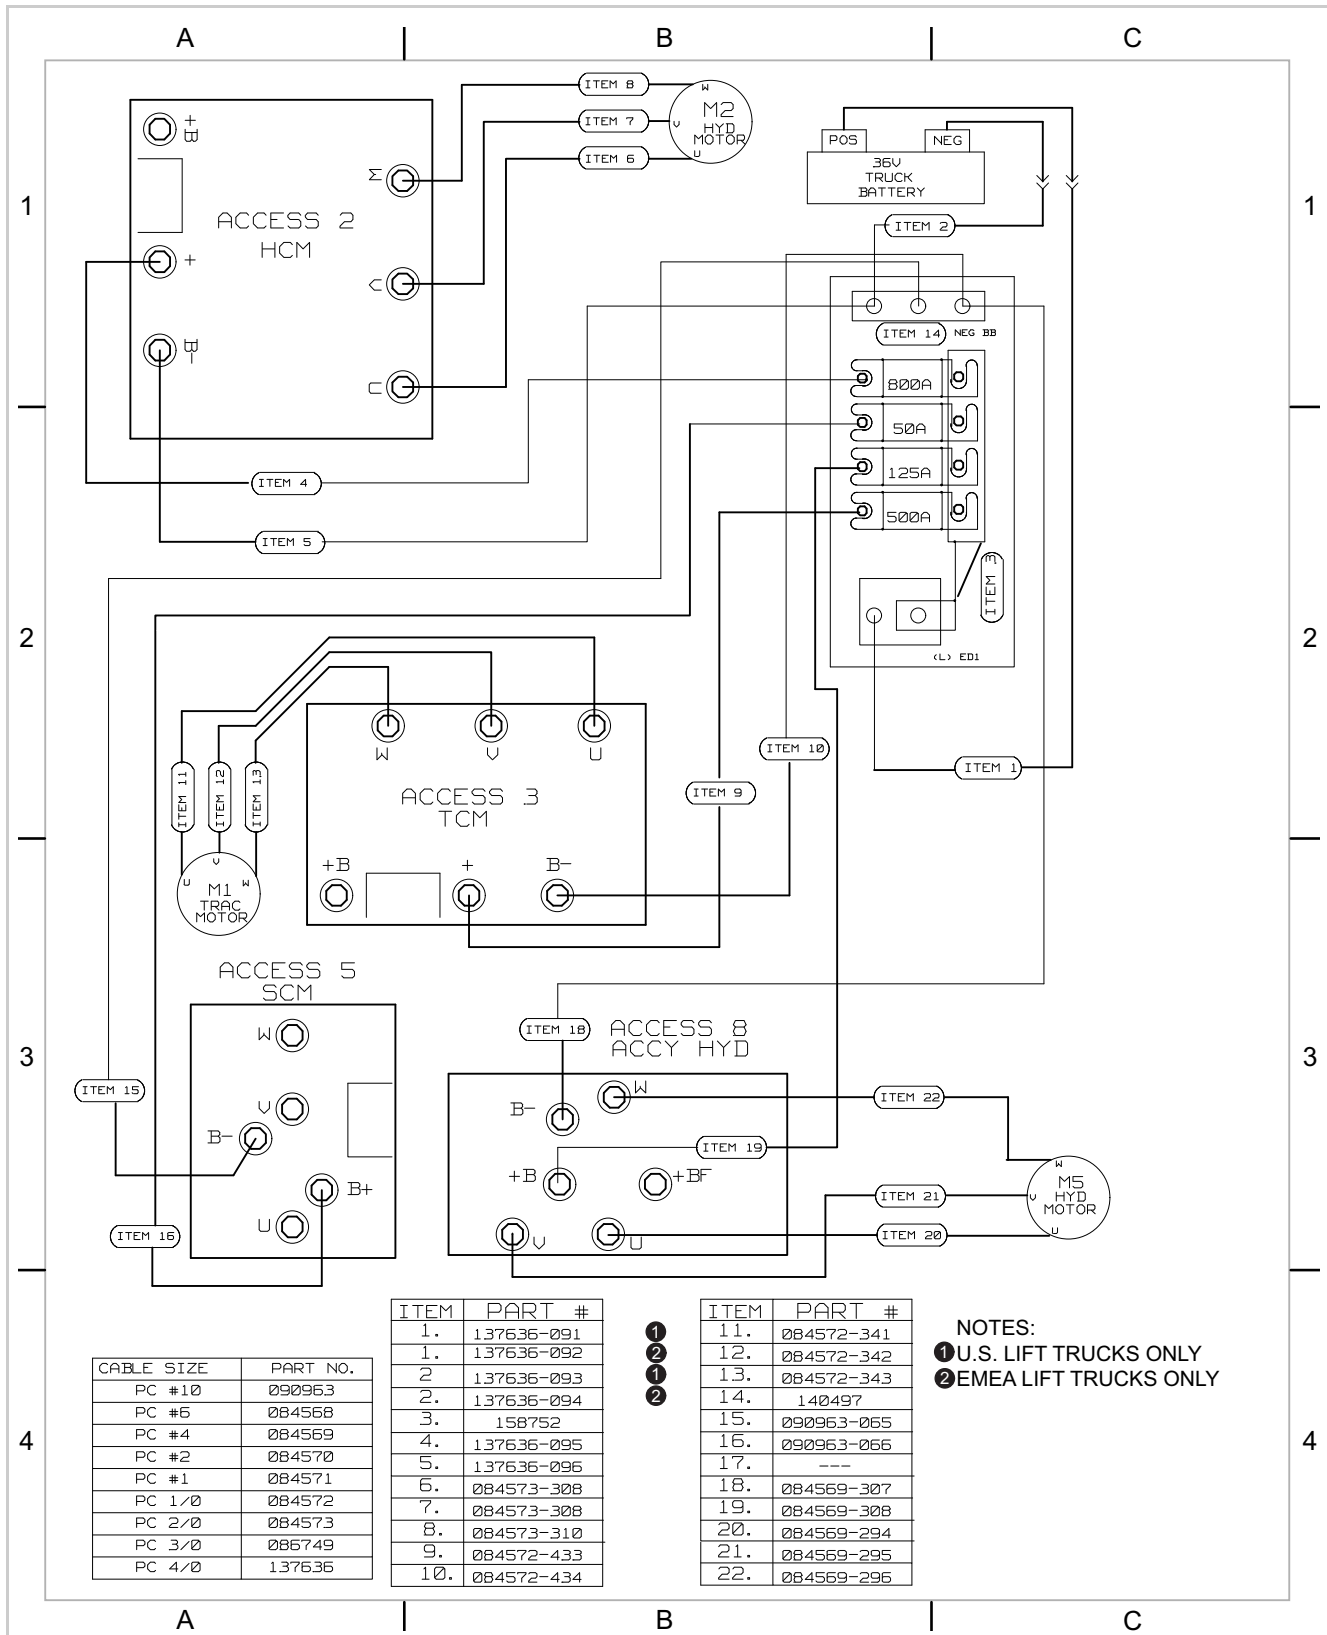 A
B
C
ITEM 8
M2
HYD
MOTOR
W
V
U
ITEM 7
ITEM 6
POS
NEG
36V
TRUCK
BATTERY
1
1
+B
W
ACCESS 2
HCM
+
V
B-
U
ITEM 2
ITEM 14
NEG BB
800A
50A
125A
500A
ITEM 4
ITEM 5
ITEM 3
2
2
(L) ED1
W
V
U
ITEM 10
ITEM 1
ITEM 11
ITEM 12
ITEM 13
ITEM 9
ACCESS 3
TCM
+B
+
B-
U
V
W
M1
TRAC
MOTOR
ACCESS 5
SCM
W
V
B-
B+
U
ITEM 18
ACCESS 8
ACCY HYD
3
3
ITEM 15
B-
W
ITEM 22
ITEM 19
+B
+BF
W
V
U
M5
HYD
MOTOR
ITEM 21
ITEM 16
V
U
ITEM 20
CABLE SIZE PART NO.
PC #10 090963
PC #6 084568
PC #4 084569
PC #2 084570
PC #1 084571
PC 1/0 084572
PC 2/0 084573
PC 3/0 086749
PC 4/0 137636
ITEM PART #
1. 137636-091 1
1. 137636-092 2
2 137636-093 1
2. 137636-094 2
3. 158752
4. 137636-095
5. 137636-096
6. 084573-308
7. 084573-308
8. 084573-310
9. 084572-433
10. 084572-434
ITEM PART #
11. 084572-341
12. 084572-342
13. 084572-343
14. 140497
15. 090963-065
16. 090963-066
17. ---
18. 084569-307
19. 084569-308
20. 084569-294
21. 084569-295
22. 084569-296
NOTES:
1 U.S. LIFT TRUCKS ONLY
2 EMEA LIFT TRUCKS ONLY
4
4
A
B
C